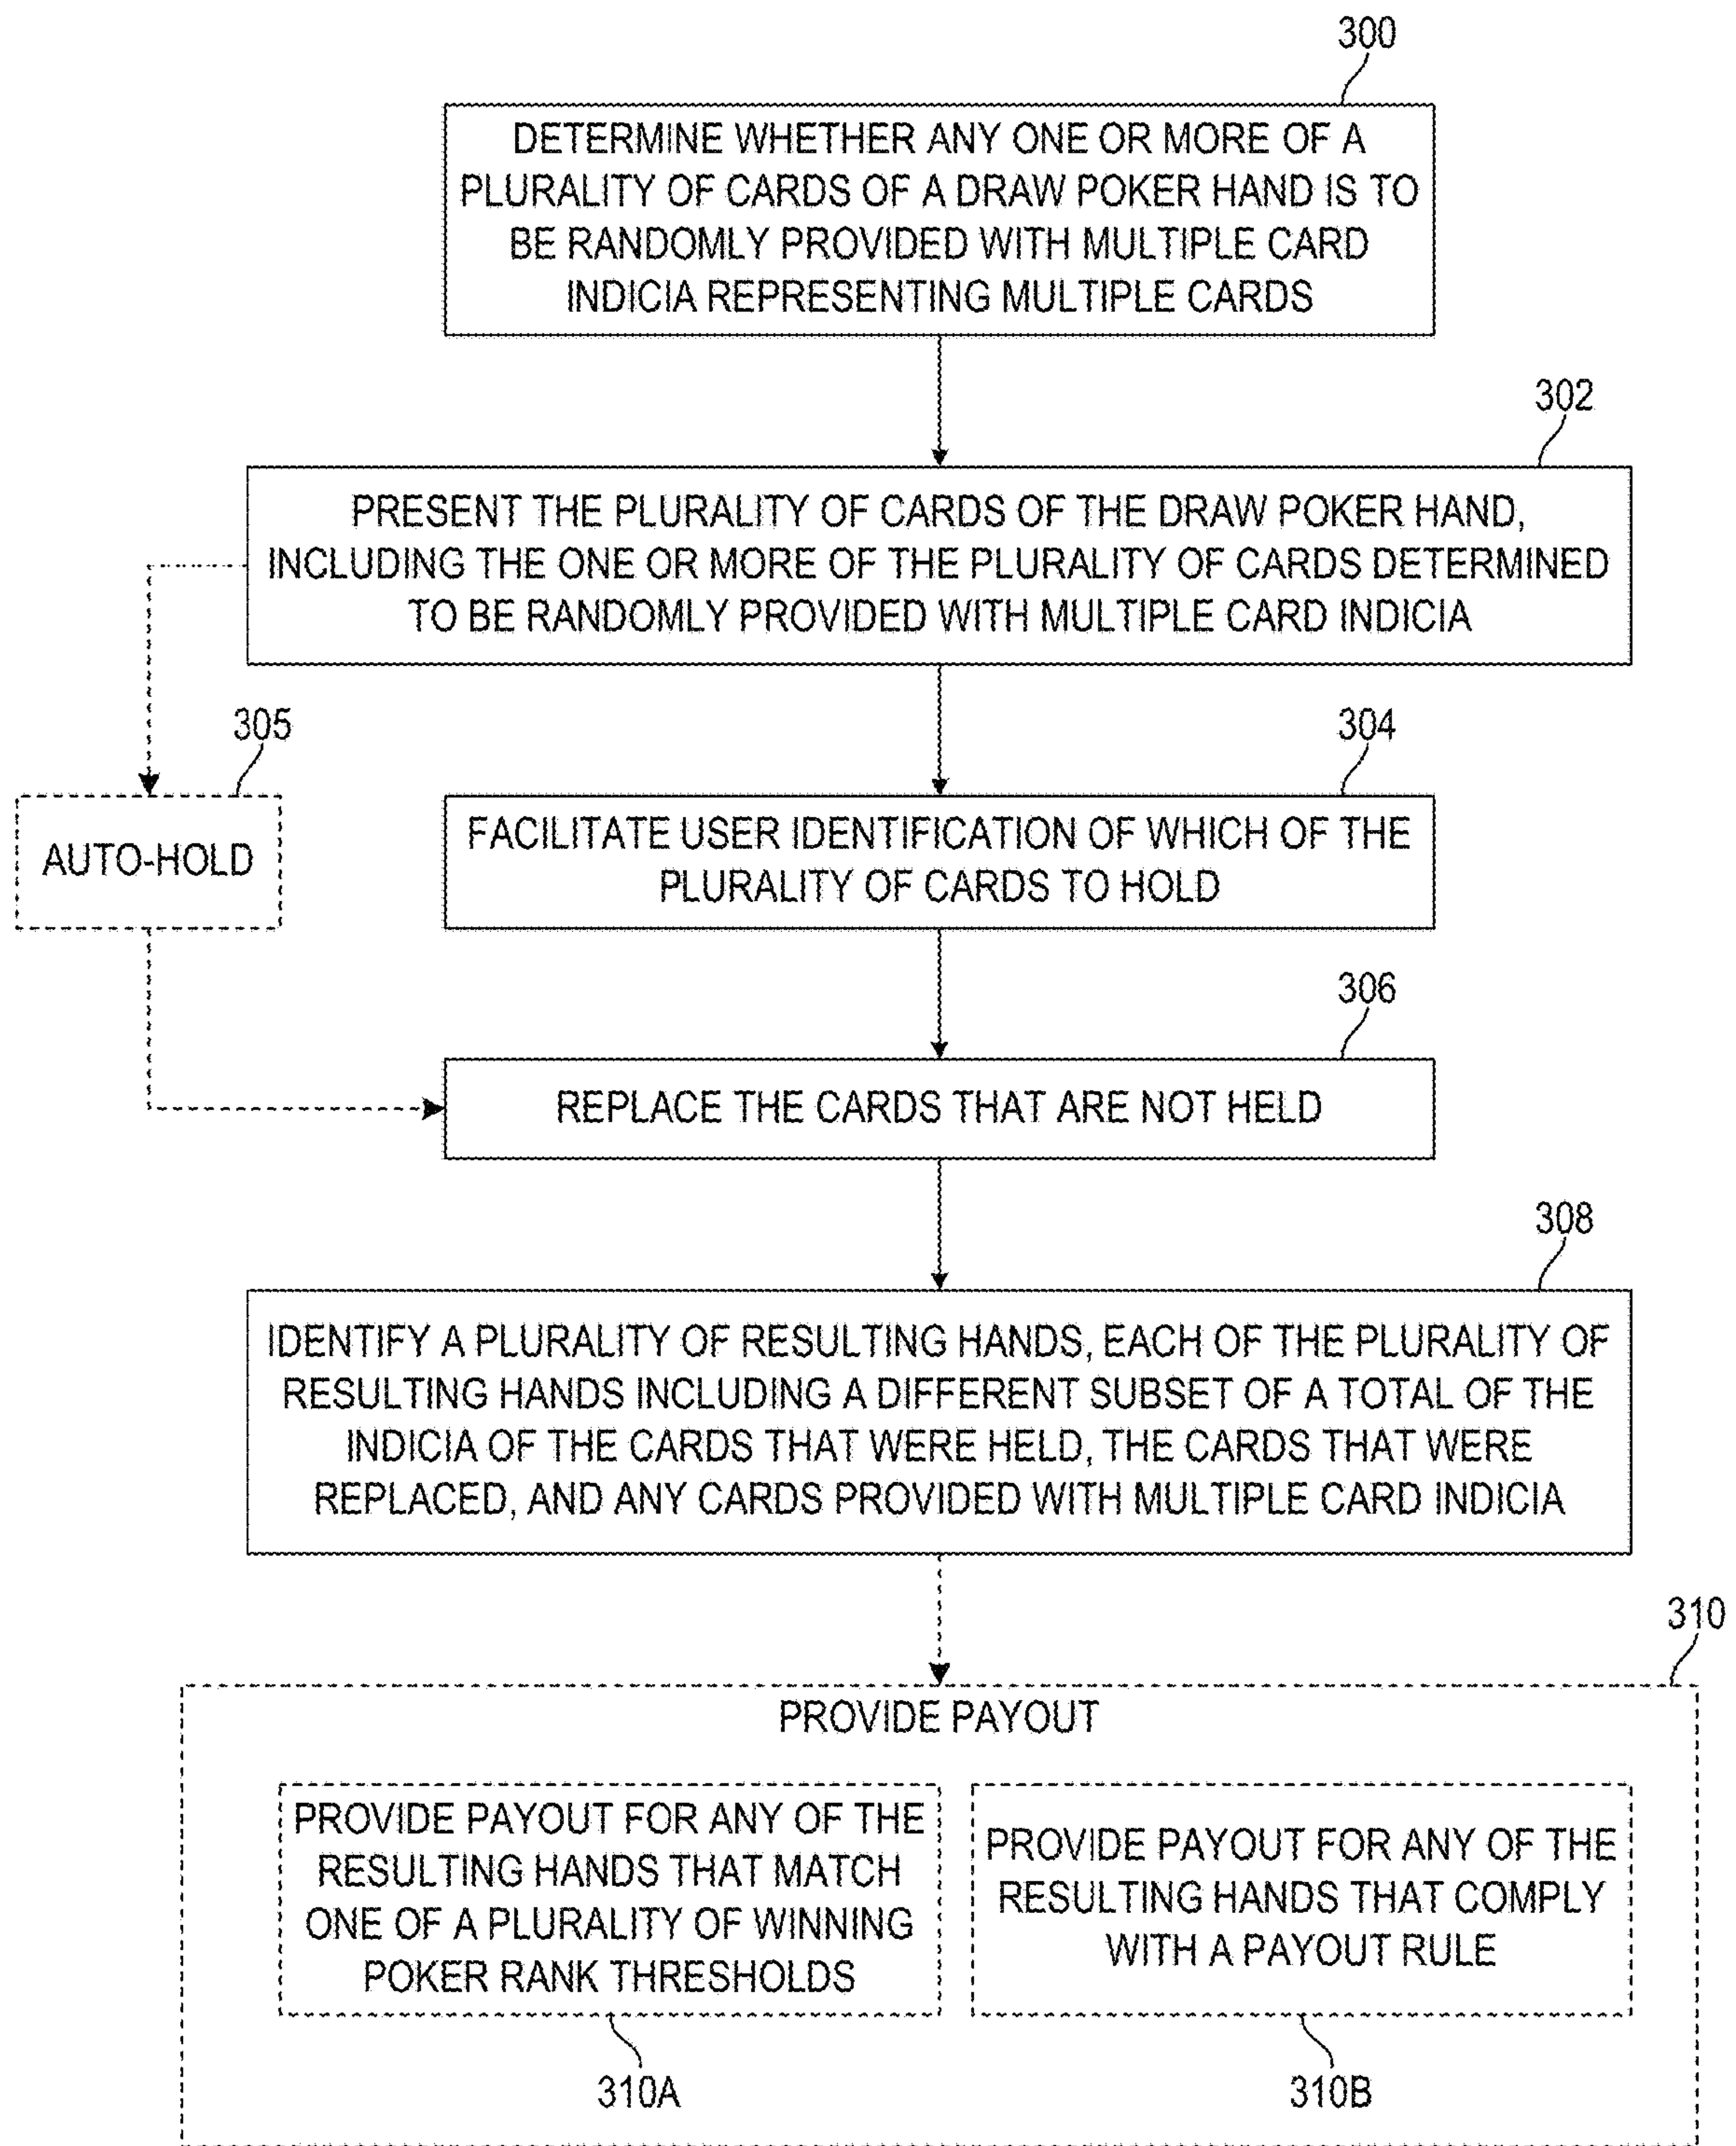 300
DETERMINE WHETHER ANY ONE OR MORE OF A
PLURALITY OF CARDS OF A DRAW POKER HAND IS TO
BE RANDOMLY PROVIDED WITH MULTIPLE CARD
INDICIA REPRESENTING MULTIPLE CARDS
302
PRESENT THE PLURALITY OF CARDS OF THE DRAW POKER HAND,
INCLUDING THE ONE OR MORE OF THE PLURALITY OF CARDS DETERMINED
TO BE RANDOMLY PROVIDED WITH MULTIPLE CARD INDICIA
305
AUTO-HOLD
304
FACILITATE USER IDENTIFICATION OF WHICH OF THE
PLURALITY OF CARDS TO HOLD
306
REPLACE THE CARDS THAT ARE NOT HELD
308
IDENTIFY A PLURALITY OF RESULTING HANDS, EACH OF THE PLURALITY OF
RESULTING HANDS INCLUDING A DIFFERENT SUBSET OF A TOTAL OF THE
INDICIA OF THE CARDS THAT WERE HELD, THE CARDS THAT WERE
REPLACED, AND ANY CARDS PROVIDED WITH MULTIPLE CARD INDICIA
310
PROVIDE PAYOUT
PROVIDE PAYOUT FOR ANY OF THE
RESULTING HANDS THAT MATCH
ONE OF A PLURALITY OF WINNING
POKER RANK THRESHOLDS
310A
PROVIDE PAYOUT FOR ANY OF THE
RESULTING HANDS THAT COMPLY
WITH A PAYOUT RULE
310B